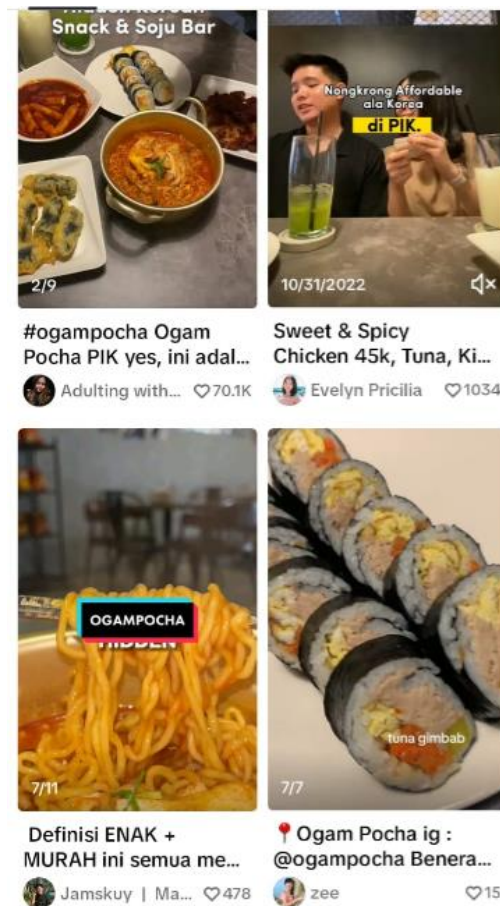 Snack & Soju Bar
2/9
#ogampocha Ogam
Pocha PIK yes, ini adal...
Adulting with... 70.1K
Nongkrong Affordable
ala Korea
di PIK.
10/31/2022
Sweet & Spicy
Chicken 45k, Tuna, Ki...
Evelyn Pricilia 1034
OGAMPOCHA
HIDDEN
7/11
Definisi ENAK +
MURAH ini semua me...
Jamskuy | Ma... 478
tuna gimbab
7/7
📍Ogam Pocha ig :
@ogampocha Benera...
zee 15